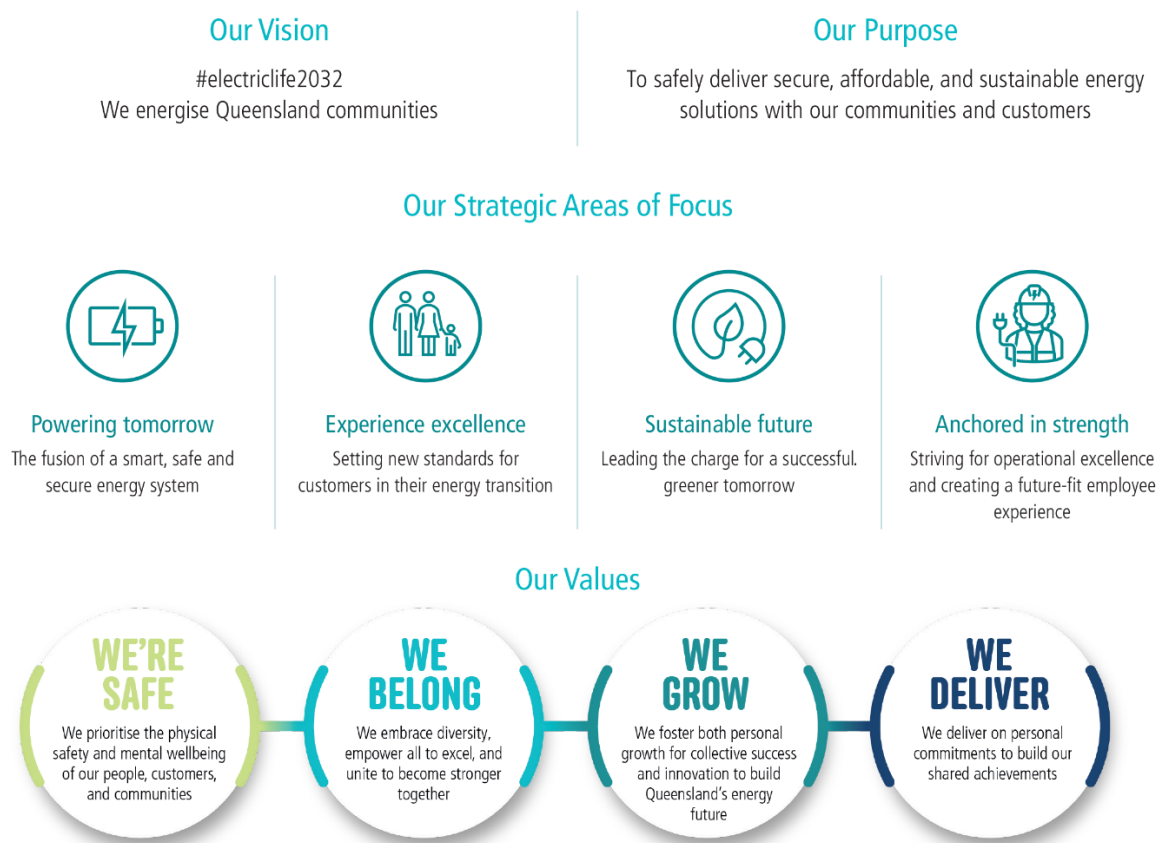 Our Vision
#electriclife2032
We energise Queensland communities
Our Purpose
To safely deliver secure, affordable, and sustainable energy
solutions with our communities and customers
Our Strategic Areas of Focus
Powering tomorrow
The fusion of a smart, safe and
secure energy system
Experience excellence
Setting new standards for
customers in their energy transition
Sustainable future
Leading the charge for a successful.
greener tomorrow
Anchored in strength
Striving for operational excellence
and creating a future-fit employee
experience
Our Values
WE'RE
SAFE
We prioritise the physical
safety and mental wellbeing
of our people, customers,
and communities
WE
BELONG
We embrace diversity,
empower all to excel, and
unite to become stronger
together
WE
GROW
We foster both personal
growth for collective success
and innovation to build
Queensland's energy
future
WE
DELIVER
We deliver on personal
commitments to build our
shared achievements